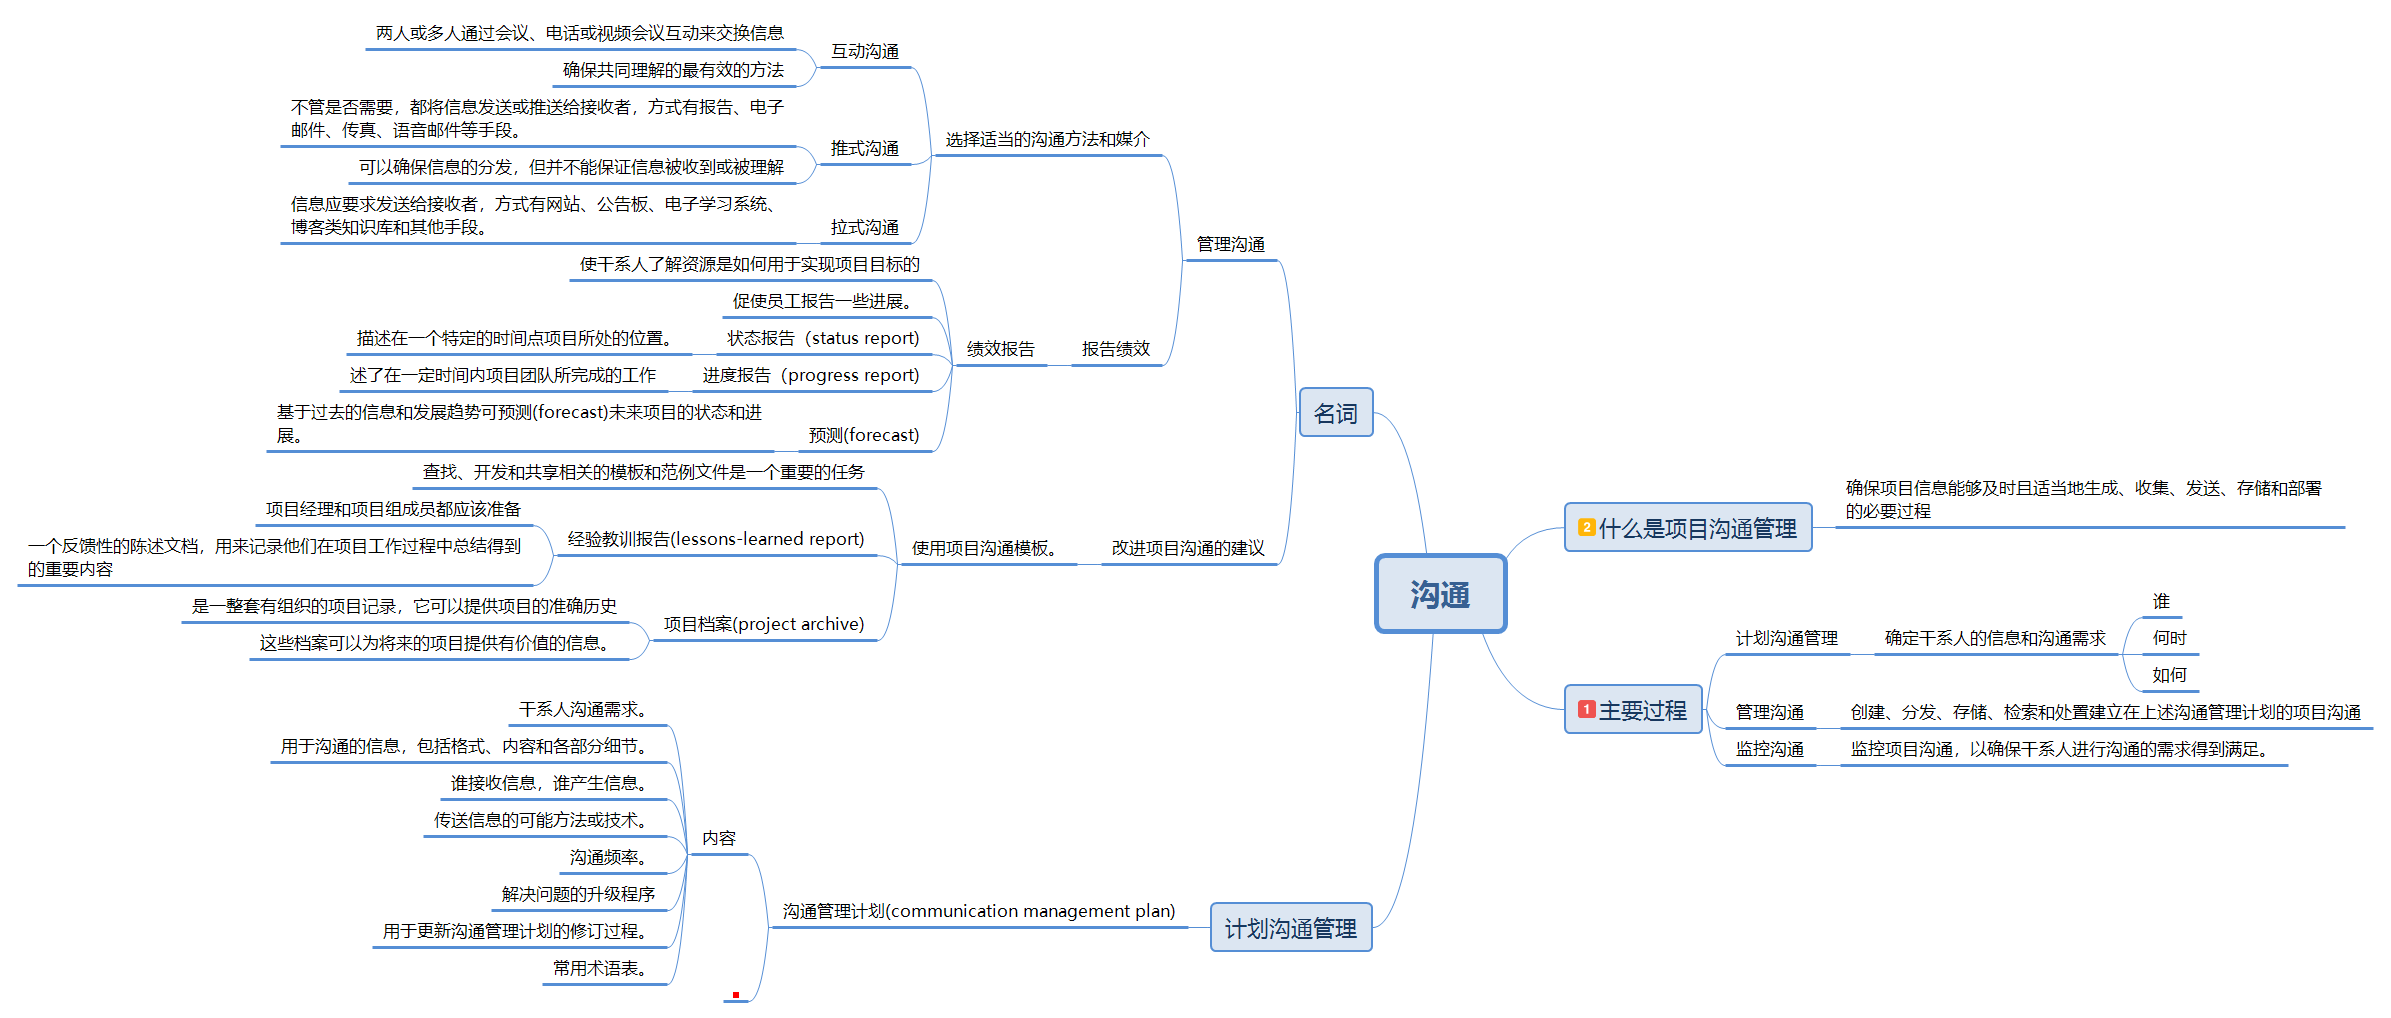 沟通
2
什么是项目沟通管理
确保项目信息能够及时且适当地生成、收集、发送、存储和部署
的必要过程
1
主要过程
计划沟通管理
确定干系人的信息和沟通需求
谁
何时
如何
管理沟通
创建、分发、存储、检索和处置建立在上述沟通管理计划的项目沟通
监控沟通
监控项目沟通，以确保干系人进行沟通的需求得到满足。
名词
管理沟通
选择适当的沟通方法和媒介
互动沟通
两人或多人通过会议、电话或视频会议互动来交换信息
确保共同理解的最有效的方法
推式沟通
不管是否需要，都将信息发送或推送给接收者，方式有报告、电子
邮件、传真、语音邮件等手段。
可以确保信息的分发，但并不能保证信息被收到或被理解
拉式沟通
信息应要求发送给接收者，方式有网站、公告板、电子学习系统、
博客类知识库和其他手段。
报告绩效
绩效报告
使干系人了解资源是如何用于实现项目目标的
促使员工报告一些进展。
状态报告（status report)
描述在一个特定的时间点项目所处的位置。
进度报告（progress report)
述了在一定时间内项目团队所完成的工作
预测(forecast)
基于过去的信息和发展趋势可预测(forecast)未来项目的状态和进
展。
改进项目沟通的建议
使用项目沟通模板。
查找、开发和共享相关的模板和范例文件是一个重要的任务
经验教训报告(lessons-learned report)
项目经理和项目组成员都应该准备
一个反馈性的陈述文档，用来记录他们在项目工作过程中总结得到
的重要内容
项目档案(project archive)
是一整套有组织的项目记录，它可以提供项目的准确历史
这些档案可以为将来的项目提供有价值的信息。
计划沟通管理
沟通管理计划(communication management plan)
内容
干系人沟通需求。
用于沟通的信息，包括格式、内容和各部分细节。
谁接收信息，谁产生信息。
传送信息的可能方法或技术。
沟通频率。
解决问题的升级程序
用于更新沟通管理计划的修订过程。
常用术语表。